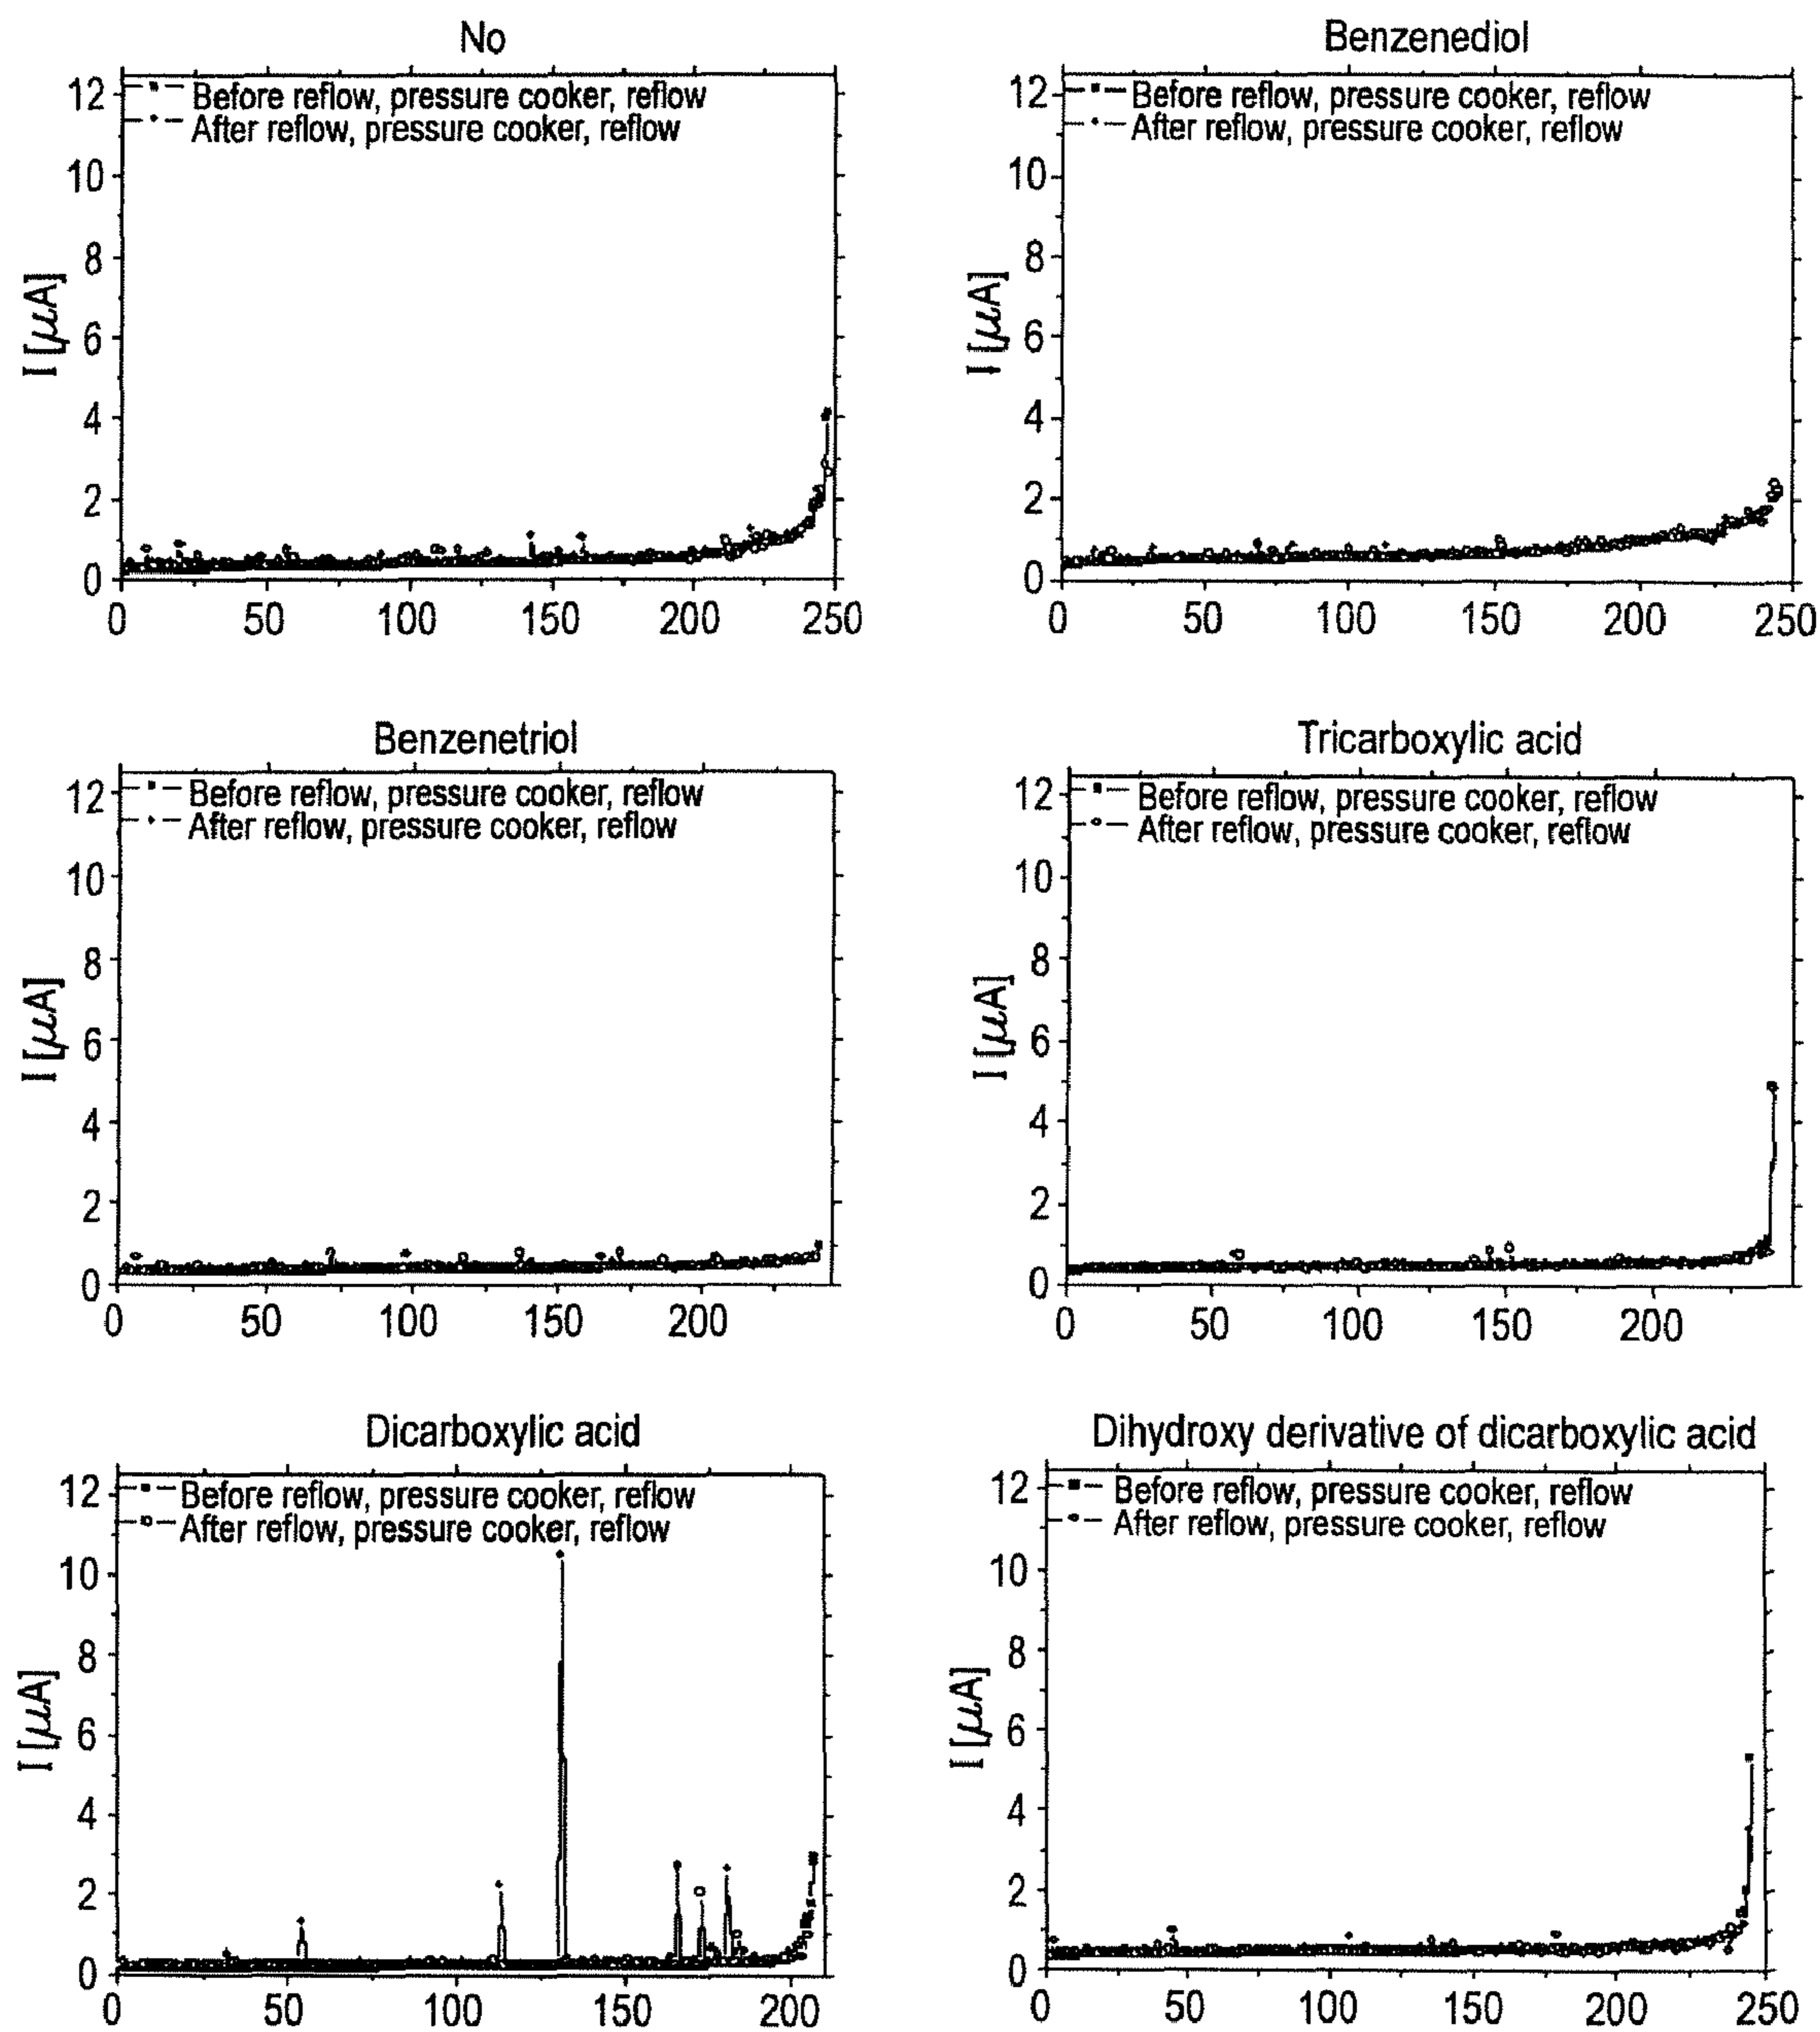 No
12
Before reflow, pressure cooker, reflow
After reflow, pressure cooker, reflow
10
8
6
4
2
0
I [μA]
0 50 100 150 200 250
Benzenediol
12
Before reflow, pressure cooker, reflow
After reflow, pressure cooker, reflow
10
8
6
4
2
0
I [μA]
0 50 100 150 200 250
Benzenetriol
12
Before reflow, pressure cooker, reflow
After reflow, pressure cooker, reflow
10
8
6
4
2
0
I [μA]
0 50 100 150 200
Tricarboxylic acid
12
Before reflow, pressure cooker, reflow
After reflow, pressure cooker, reflow
10
8
6
4
2
0
I [μA]
0 50 100 150 200
Dicarboxylic acid
12
Before reflow, pressure cooker, reflow
After reflow, pressure cooker, reflow
10
8
6
4
2
0
I [μA]
0 50 100 150 200
Dihydroxy derivative of dicarboxylic acid
12
Before reflow, pressure cooker, reflow
After reflow, pressure cooker, reflow
10
8
6
4
2
0
I [μA]
0 50 100 150 200 250